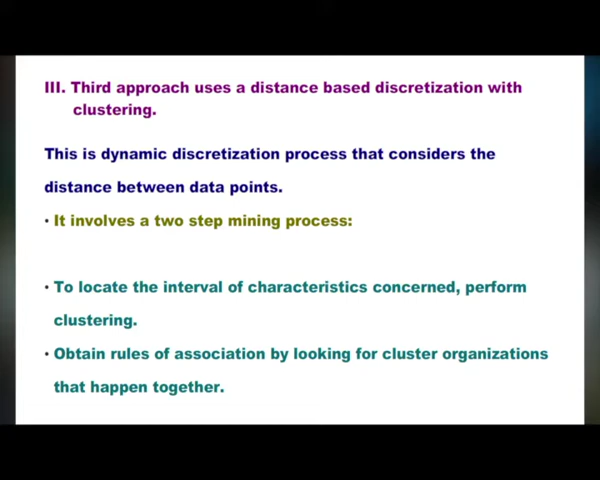 III. Third approach uses a distance based discretization with
clustering.
This is dynamic discretization process that considers the
distance between data points.
• It involves a two step mining process:
• To locate the interval of characteristics concerned, perform
clustering.
• Obtain rules of association by looking for cluster organizations
that happen together.